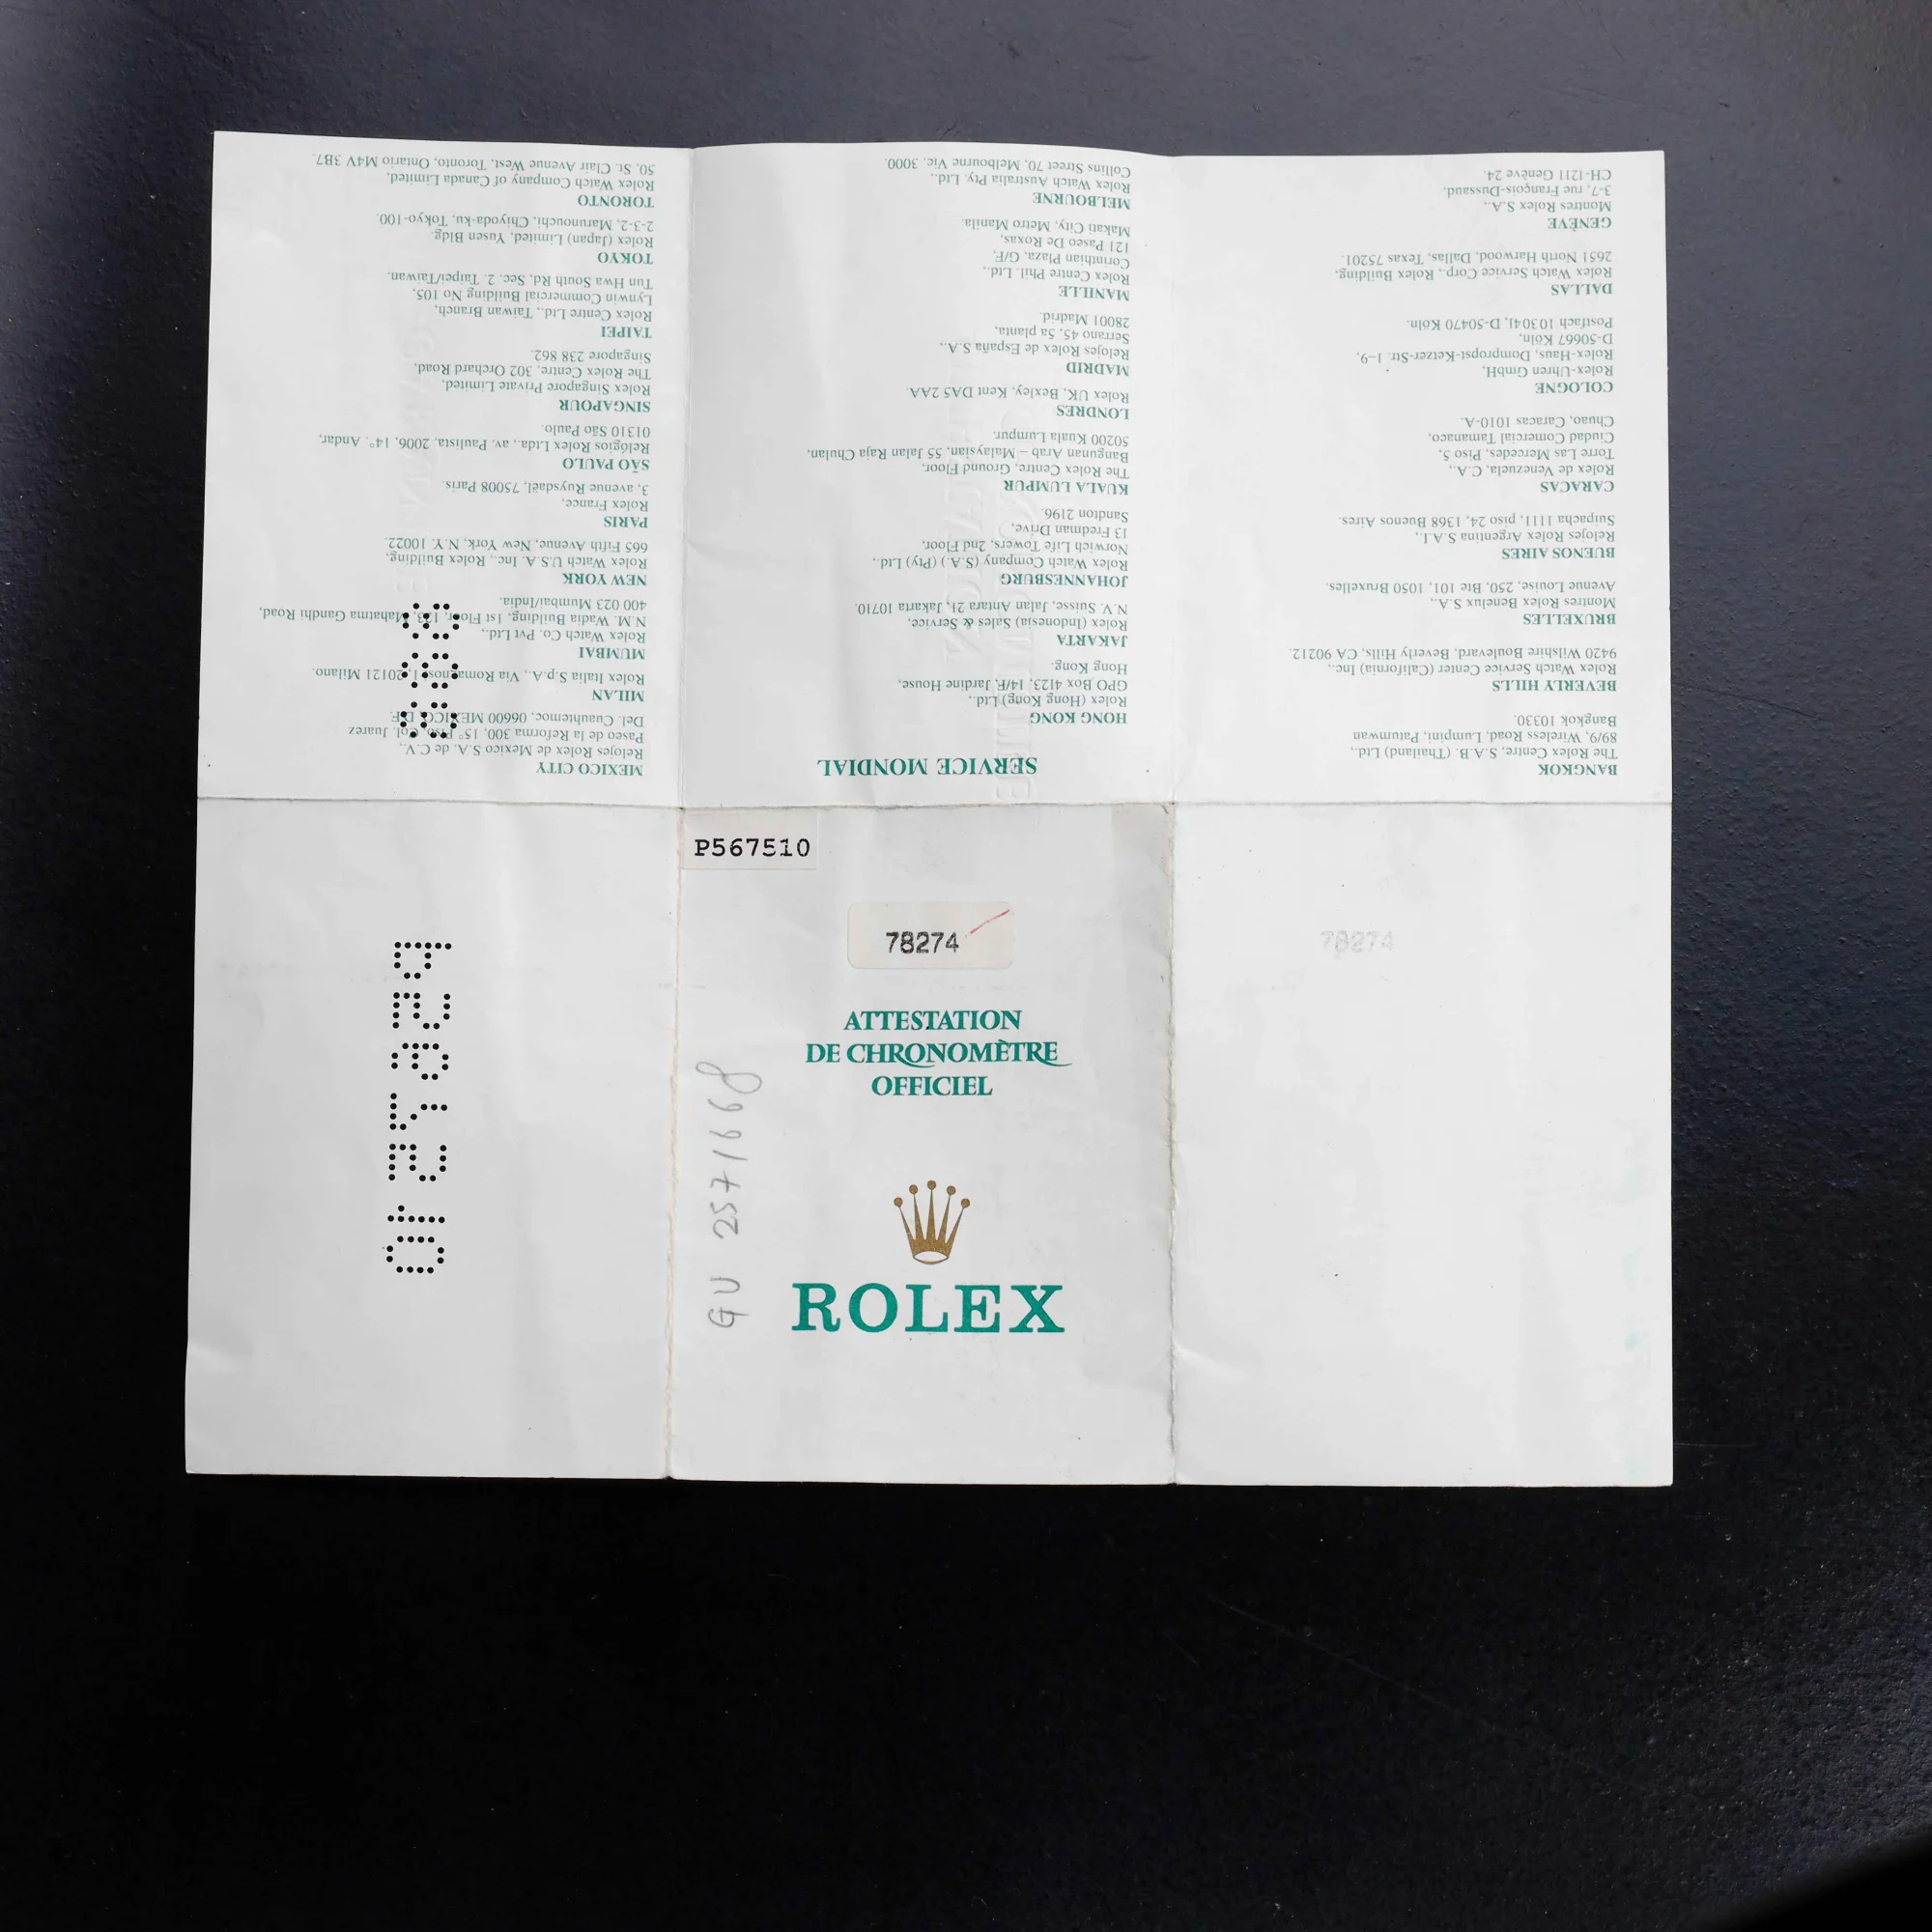 P567510
78274
ATTESTATION
DE CHRONOMÈTRE
OFFICIEL
ROLEX
GU 2571668
78274
BANGKOK
The Rolex Centre, S.A.B. (Thailand) Ltd.,
89/9, Wireless Road, Lumpini, Patumwan
Bangkok 10330.
BEVERLY HILLS
Rolex Watch Service Center (California) Inc.,
9420 Wilshire Boulevard, Beverly Hills, CA 90212.
BRUXELLES
Montres Rolex Benelux S.A.,
Avenue Louise, 250, Bte 101, 1050 Bruxelles.
BUENOS AIRES
Relojes Rolex Argentina S.A.I.,
Suipacha 1111, piso 24, 1368 Buenos Aires.
CARACAS
Rolex de Venezuela, C.A.,
Torre Las Mercedes, Piso 5,
Ciudad Comercial Tamanaco,
Chuao, Caracas 1010-A.
COLOGNE
Rolex-Uhren GmbH,
Rolex-Haus, Dompropst-Ketzer-Str. 1–9,
D-50667 Köln,
Postfach 103041, D-50470 Köln.
DALLAS
Rolex Watch Service Corp., Rolex Building,
2651 North Harwood, Dallas, Texas 75201.
GENÈVE
Montres Rolex S.A.,
3-7, rue François-Dussaud,
CH-1211 Genève 24.
SERVICE MONDIAL
HONG KONG
Rolex (Hong Kong) Ltd.,
GPO Box 4123, 14/F, Jardine House,
Hong Kong.
JAKARTA
Rolex (Indonesia) Sales & Service,
N.V. Suisse, Jalan Antara 21, Jakarta 10710.
JOHANNESBURG
Rolex Watch Company (S.A.) (Pty) Ltd.,
Norwich Life Towers, 2nd Floor,
13 Fredman Drive,
Sandton 2196.
KUALA LUMPUR
The Rolex Centre, Ground Floor,
Bangunan Arab – Malaysian, 55 Jalan Raja Chulan,
50200 Kuala Lumpur.
LONDRES
Rolex UK, Bexley, Kent DA5 2AA.
MADRID
Relojes Rolex de España S.A.,
Serrano 45, 5a planta,
28001 Madrid.
MANILLE
Rolex Centre Phil. Ltd.,
Corinthian Plaza, G/F,
121 Paseo De Roxas,
Makati City, Metro Manila.
MELBOURNE
Rolex Watch Australia Pty. Ltd.,
Collins Street 70, Melbourne Vic. 3000.
MEXICO CITY
Relojes Rolex de Mexico S.A. de C.V.,
Paseo de la Reforma 300, 15° Piso, Col. Juarez
Del. Cuauhtemoc, 06600 MEXICO, D.F.
MILAN
Rolex Italia S.p.A., Via Romagnosi 1, 20121 Milano.
MUMBAI
Rolex Watch Co. Pvt Ltd.,
N.M. Wadia Building, 1st Floor, 123, Mahatma Gandhi Road,
400 023 Mumbai/India.
NEW YORK
Rolex Watch U.S.A. Inc., Rolex Building,
665 Fifth Avenue, New York, N.Y. 10022.
PARIS
Rolex France,
3, avenue Ruysdaël, 75008 Paris.
SÃO PAULO
Relógios Rolex Ltda., av. Paulista, 2006, 14°. Andar,
01310 São Paulo.
SINGAPOUR
Rolex Singapore Private Limited,
The Rolex Centre, 302 Orchard Road,
Singapore 238 862.
TAIPEI
Rolex Centre Ltd., Taiwan Branch,
Lynwin Commercial Building No 105,
Tun Hwa South Rd, Sec. 2, Taipei/Taiwan.
TOKYO
Rolex (Japan) Limited, Yusen Bldg.
2-3-2, Marunouchi, Chiyoda-ku, Tokyo-100.
TORONTO
Rolex Watch Company of Canada Limited,
50, St. Clair Avenue West, Toronto, Ontario M4V 3B7.